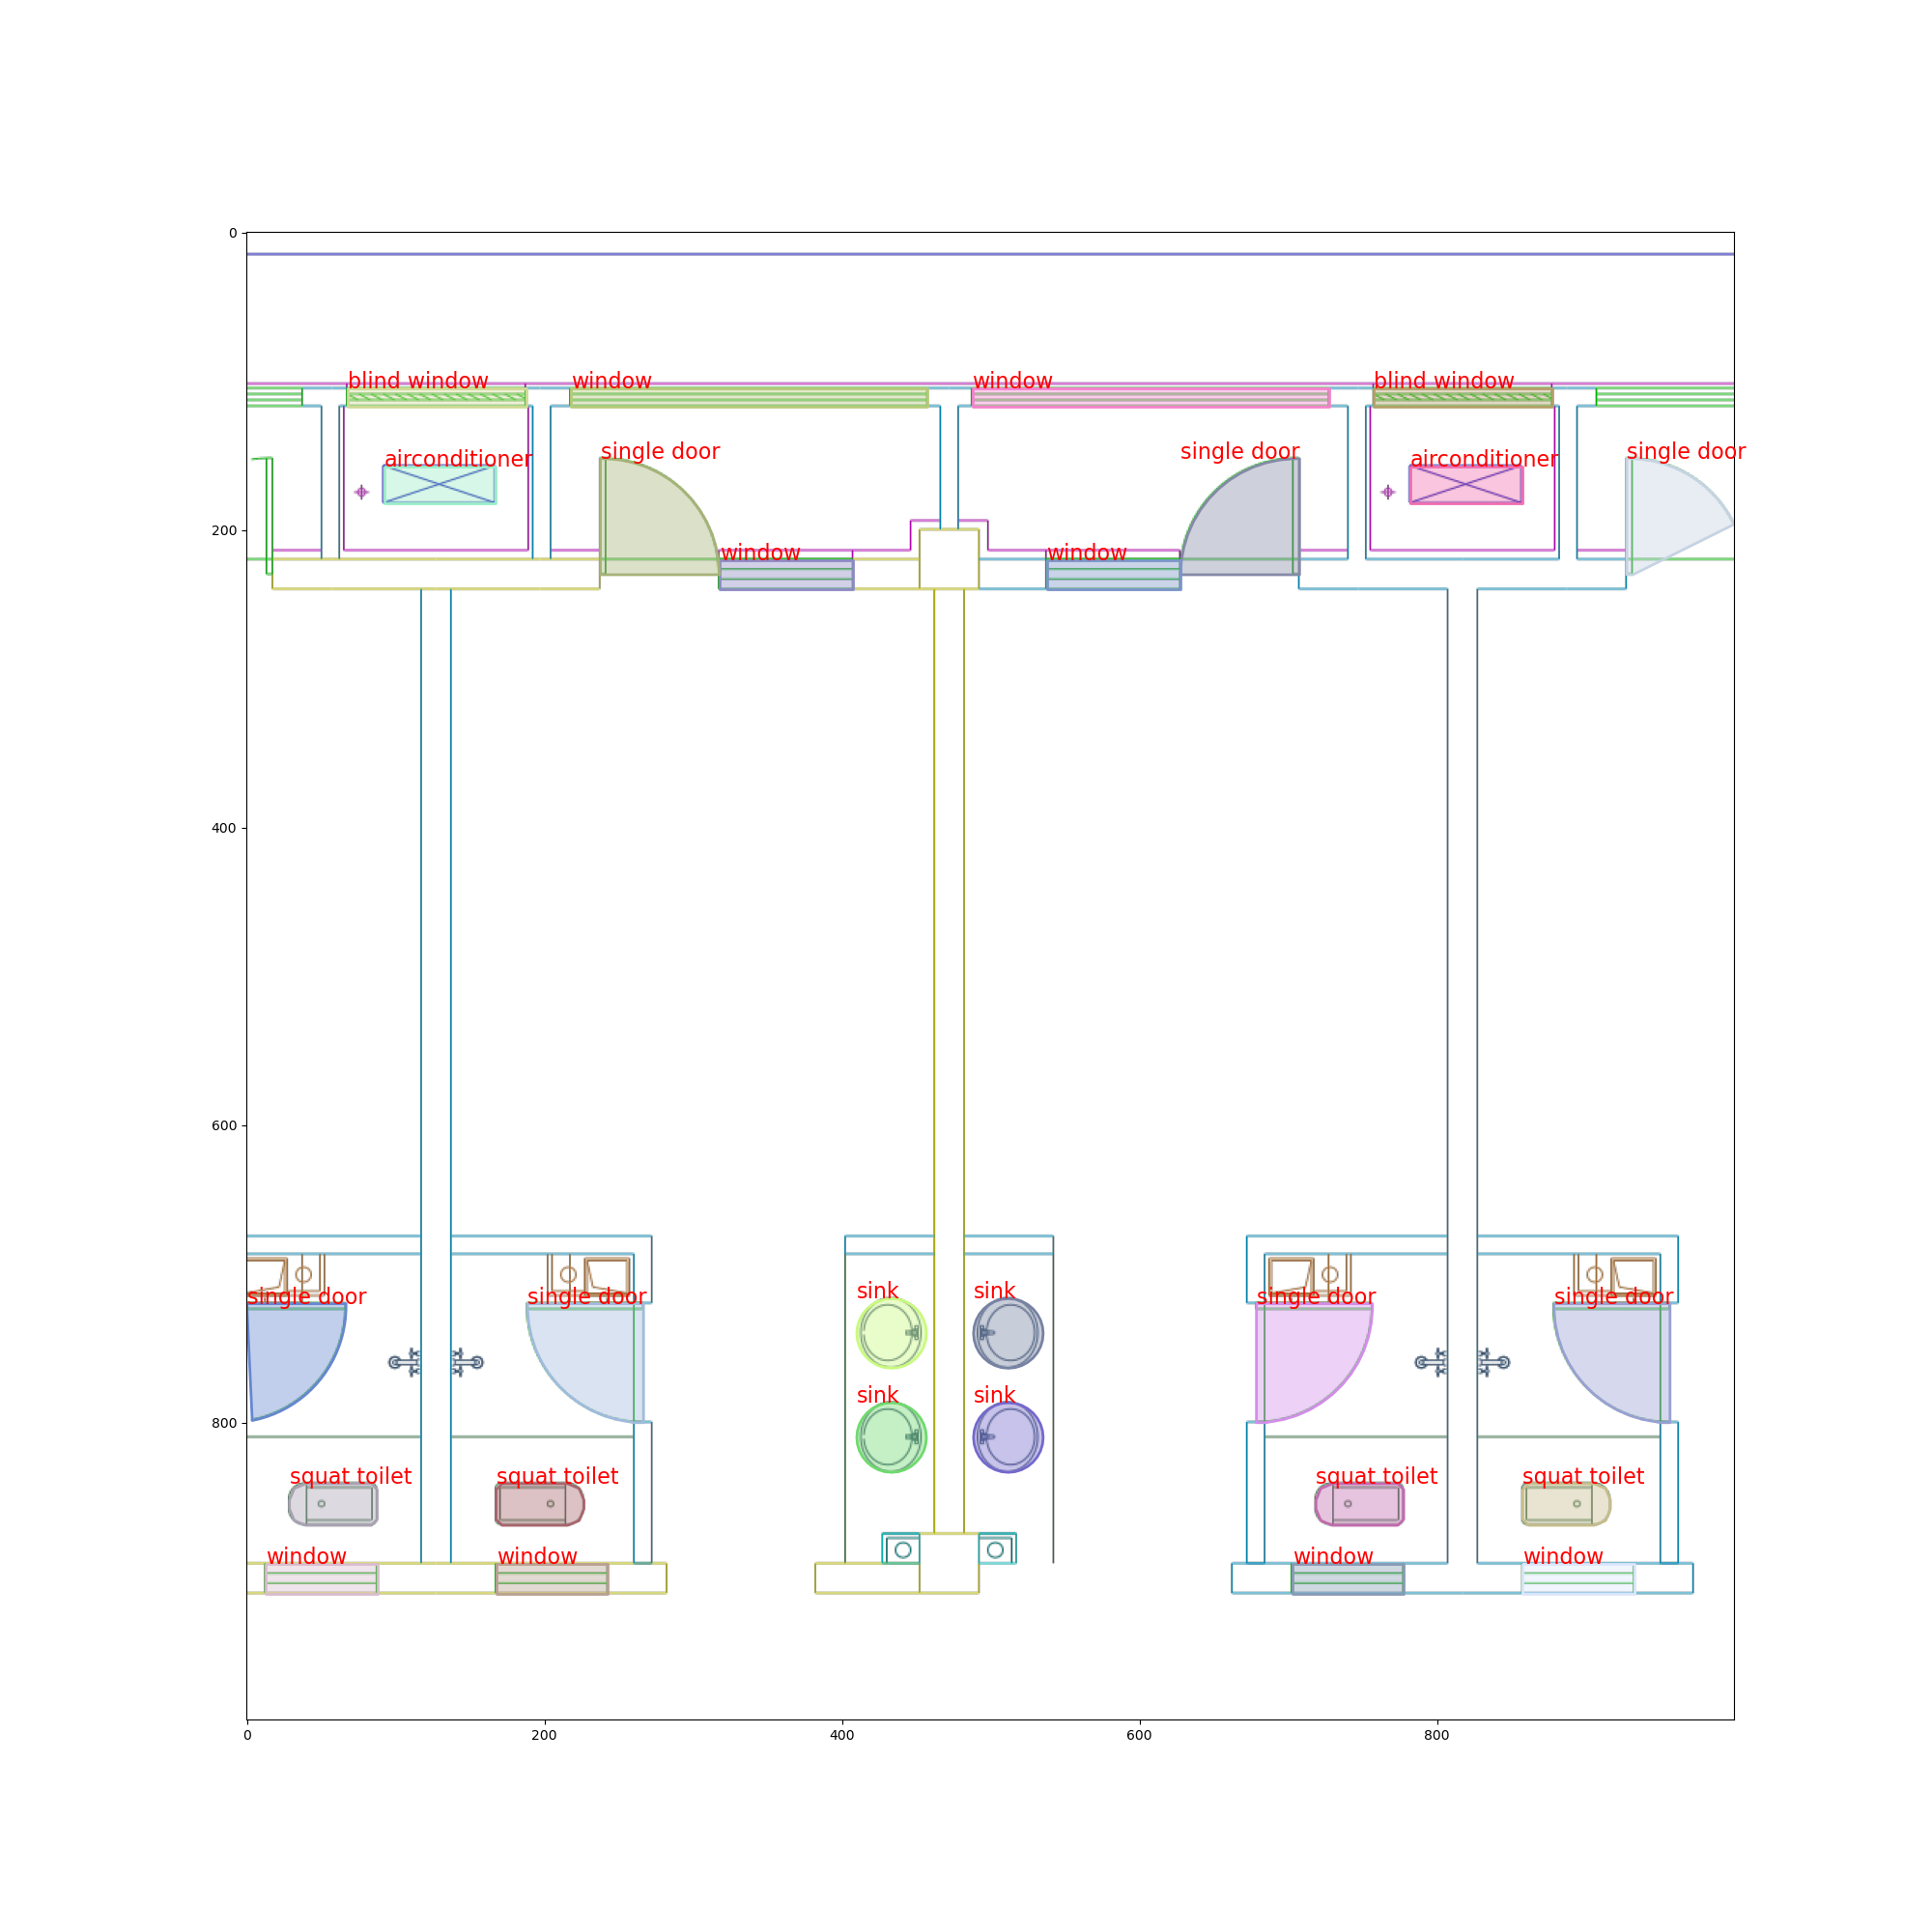 0
blind window window window blind window
single door single door single door
airconditioner airconditioner
200
window window
400
600
sink sink
single door single door single door single door
sink sink
800
squat toilet squat toilet squat toilet squat toilet
window window window window
0 200 400 600 800